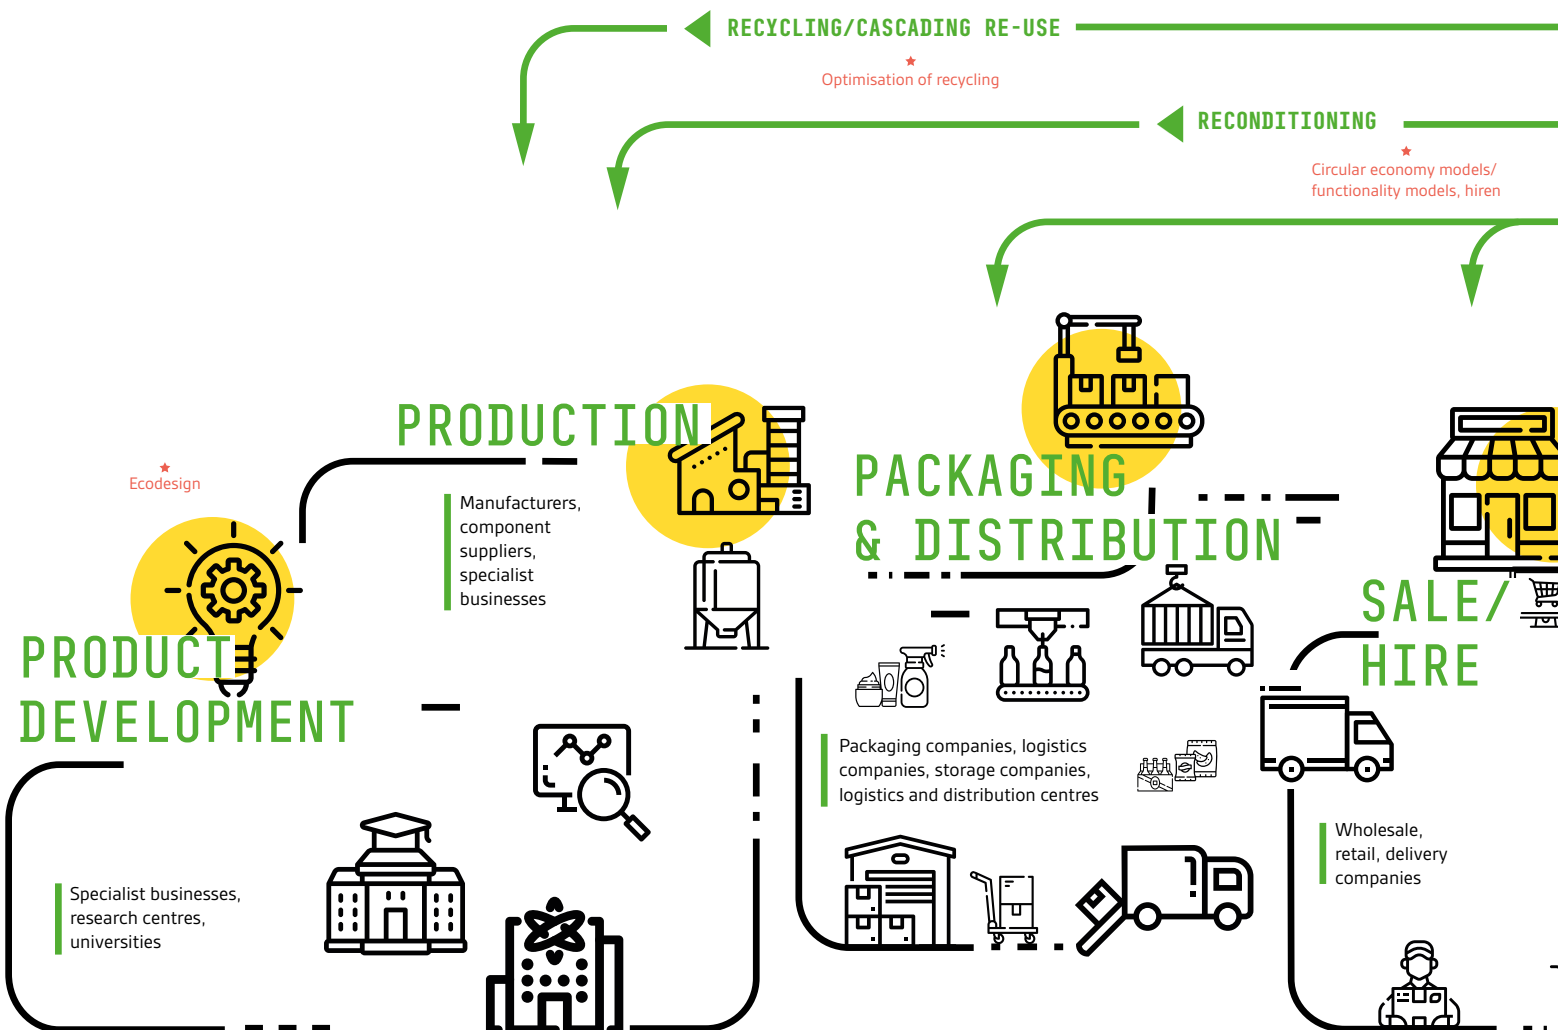 RECYCLING/CASCADING RE-USE
Optimisation of recycling
RECONDITIONING
Circular economy models/
functionality models, hiren
PRODUCTION
Manufacturers,
component
suppliers,
specialist
businesses
Ecodesign
PRODUCT
DEVELOPMENT
Specialist businesses,
research centres,
universities
PACKAGING
& DISTRIBUTION
Packaging companies, logistics
companies, storage companies,
logistics and distribution centres
SALE/
HIRE
Wholesale,
retail, delivery
companies